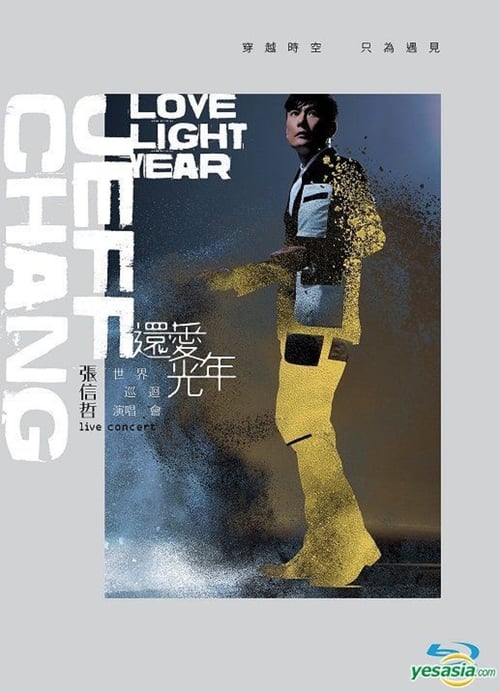 穿越時空 只為遇見
JEFF
CHANG
LOVE
LIGHT
YEAR
還愛
光年
張信哲
世界
巡迴
演唱會
live concert
yesasia.com